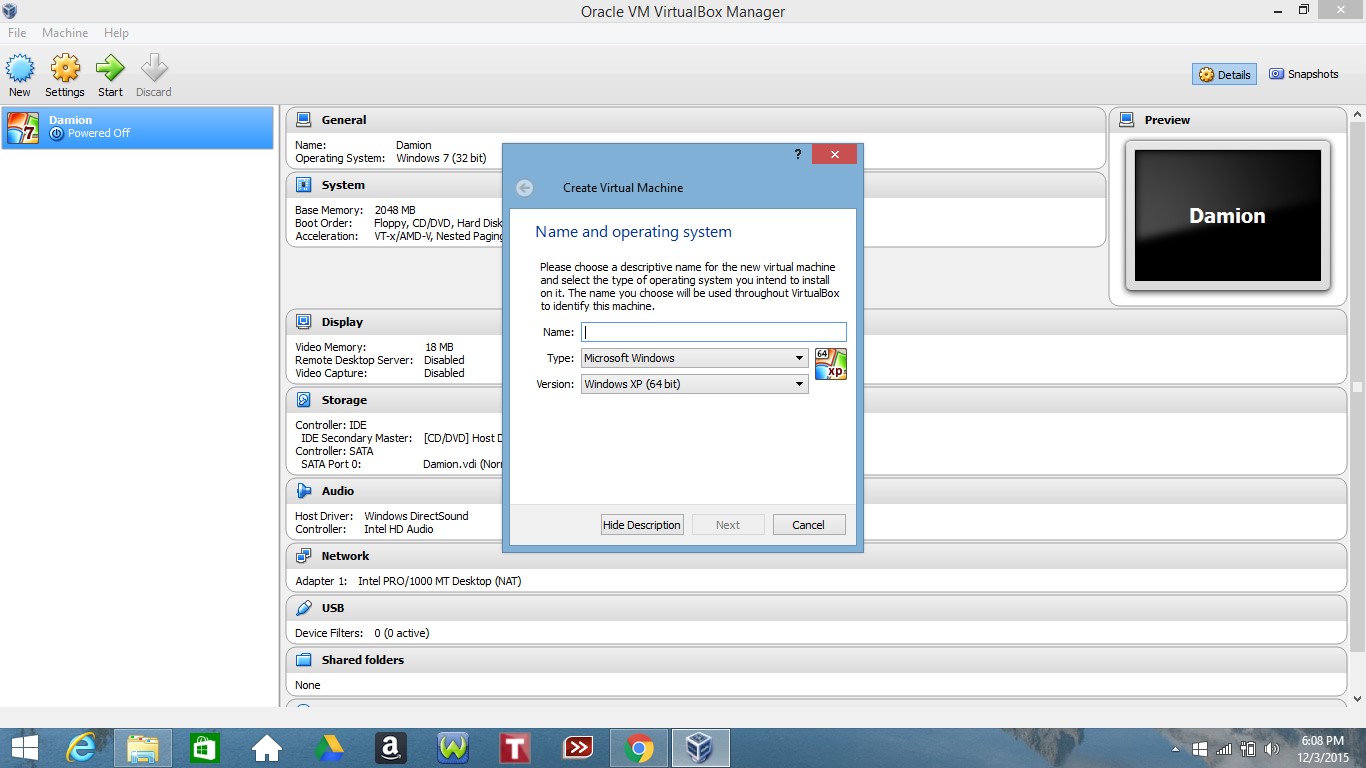 Oracle VM VirtualBox Manager
File Machine Help
New Settings Start Discard
Details Snapshots
7 Damion
Powered Off
General
Name: Damion
Operating System: Windows 7 (32 bit)
System
Base Memory: 2048 MB
Boot Order: Floppy, CD/DVD, Hard Disk
Acceleration: VT-x/AMD-V, Nested Paging
Preview
Damion
Display
Video Memory: 18 MB
Remote Desktop Server: Disabled
Video Capture: Disabled
Storage
Controller: IDE
IDE Secondary Master: [CD/DVD] Host D
Controller: SATA
SATA Port 0: Damion.vdi (Nor
Audio
Host Driver: Windows DirectSound
Controller: Intel HD Audio
Network
Adapter 1: Intel PRO/1000 MT Desktop (NAT)
USB
Device Filters: 0 (0 active)
Shared folders
None
?
Create Virtual Machine
Name and operating system
Please choose a descriptive name for the new virtual machine
and select the type of operating system you intend to install
on it. The name you choose will be used throughout VirtualBox
to identify this machine.
Name:
Type: Microsoft Windows
Version: Windows XP (64 bit)
64
xp
Hide Description Next Cancel
6:08 PM
12/3/2015